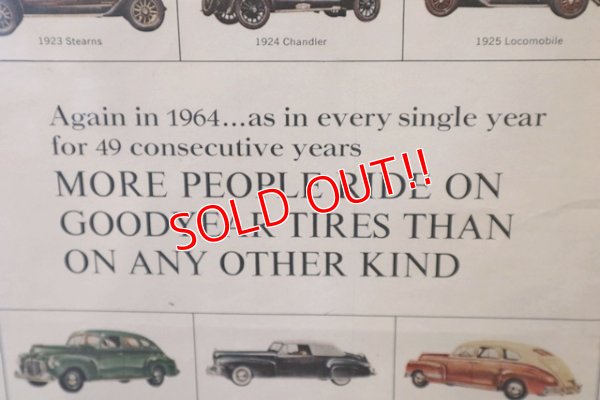 1923 Stearns
1924 Chandler
1925 Locomobile
Again in 1964...as in every single year
for 49 consecutive years
MORE PEOPLE RIDE ON
GOODYEAR TIRES THAN
ON ANY OTHER KIND
SOLD OUT!!